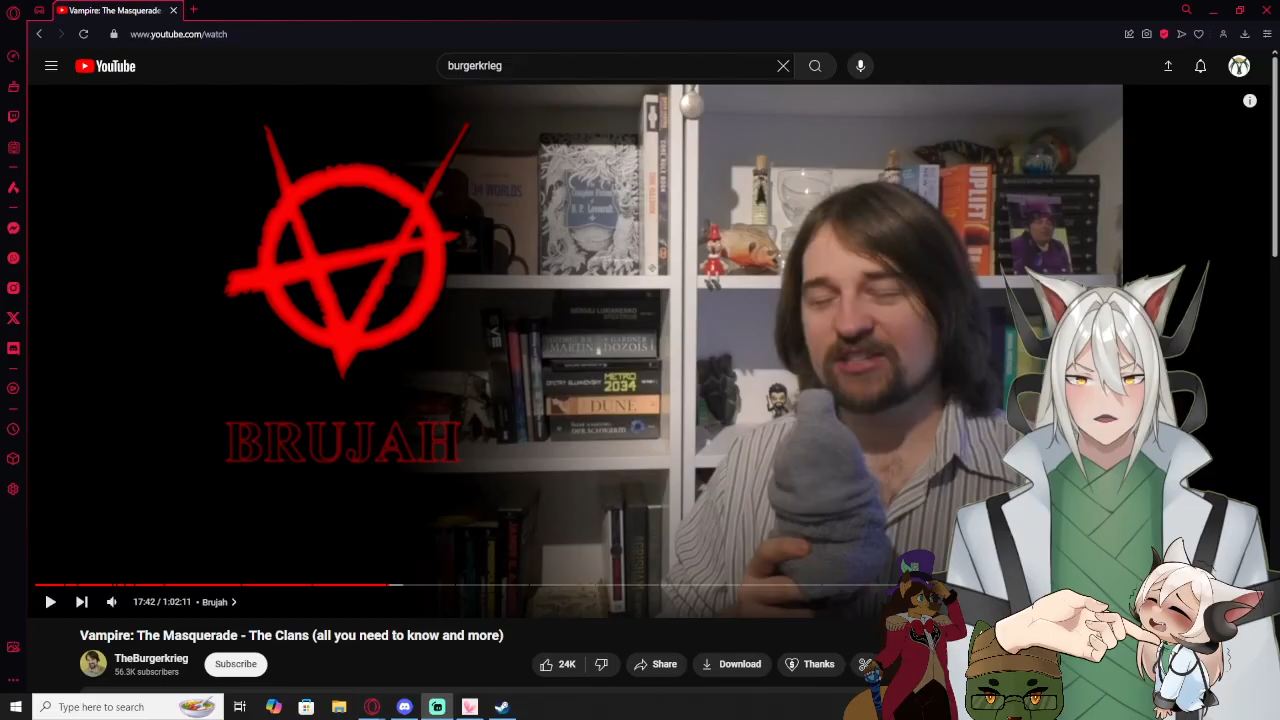 Vampire: The Masquerade
www.youtube.com/watch
YouTube
burgerkrieg
BRUJAH
UPLIFT
METRO
2034
DUNE
MARTIN
DOZOIS
17:42 / 1:02:11 • Brujah
Vampire: The Masquerade - The Clans (all you need to know and more)
TheBurgerkrieg
56.3K subscribers
Subscribe
24K
Share
Download
Thanks
Type here to search